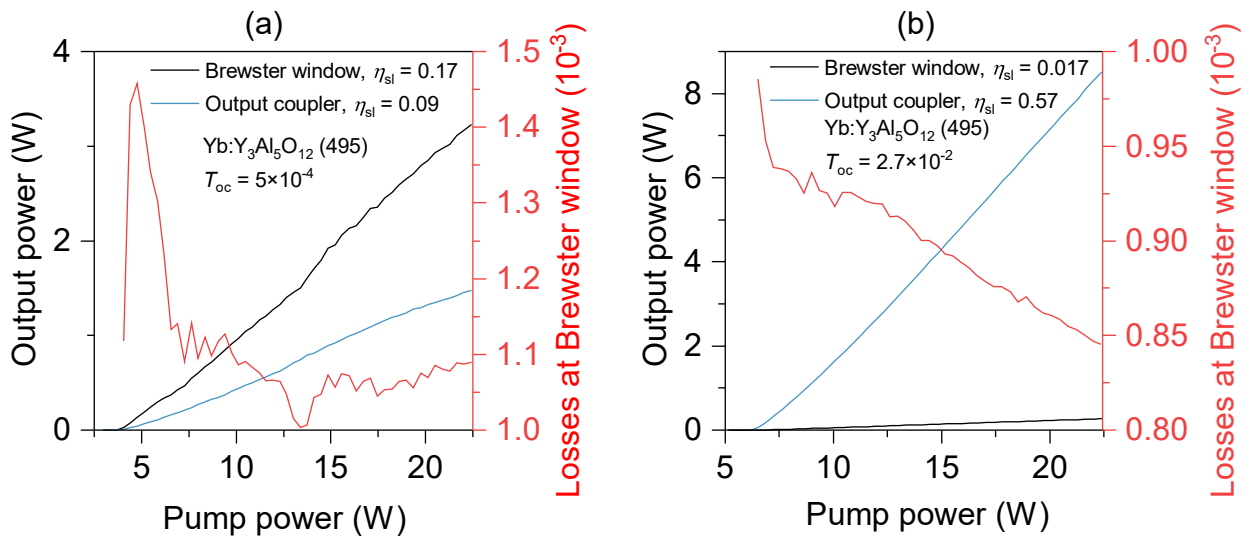 (a)
Output power (W)
4
2
0
Brewster window, ηsl = 0.17
Output coupler, ηsl = 0.09
Yb:Y3Al5O12 (495)
Toc = 5×10-4
1.5
1.4
1.3
1.2
1.1
1.0
Losses at Brewster window (10-3)
5 10 15 20
Pump power (W)
(b)
Output power (W)
8
6
4
2
0
Brewster window, ηsl = 0.017
Output coupler, ηsl = 0.57
Yb:Y3Al5O12 (495)
Toc = 2.7×10-2
1.00
0.95
0.90
0.85
0.80
Losses at Brewster window (10-3)
5 10 15 20
Pump power (W)